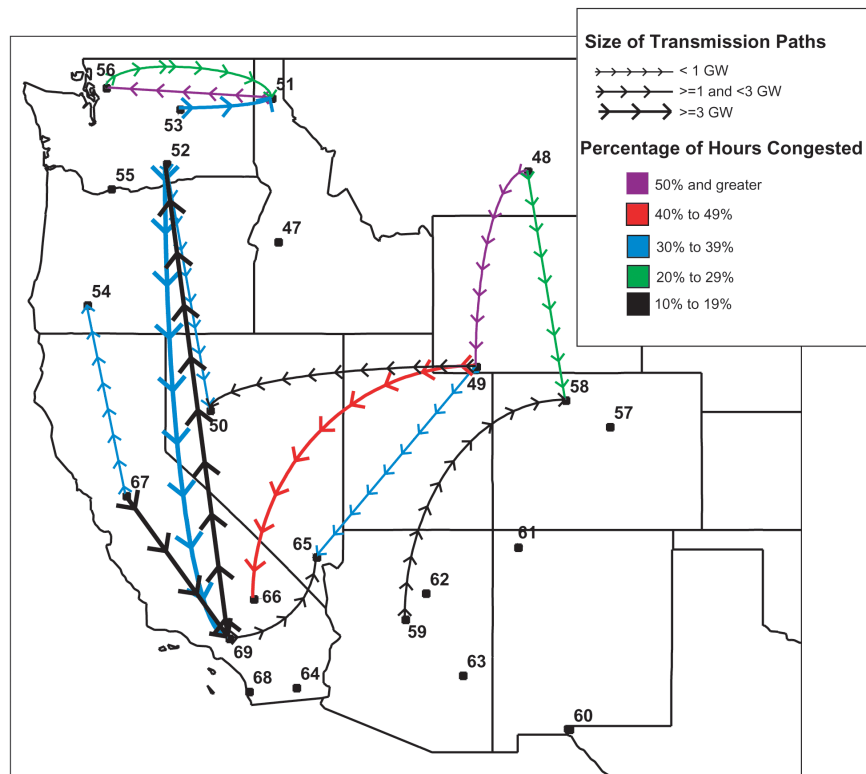 Size of Transmission Paths
< 1 GW
>=1 and <3 GW
>=3 GW
Percentage of Hours Congested
50% and greater
40% to 49%
30% to 39%
20% to 29%
10% to 19%
56
51
53
52
55
48
47
54
49
58
50
57
67
65
61
62
66
59
69
63
68
64
60